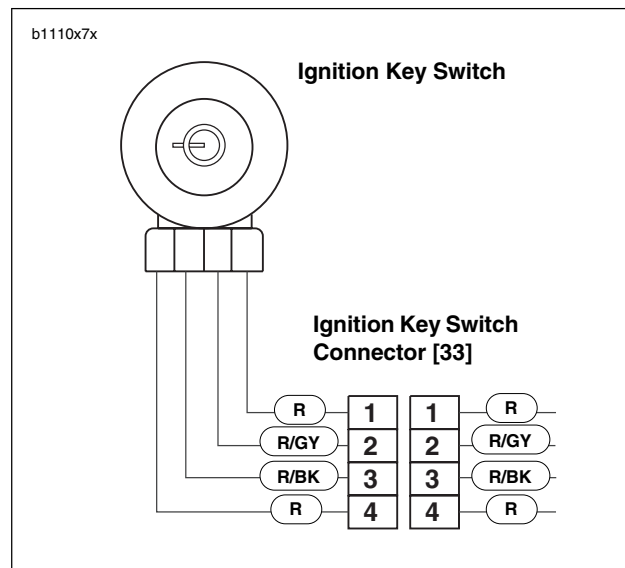 b1110x7x
Ignition Key Switch
Ignition Key Switch
Connector [33]
R 1 1 R
R/GY 2 2 R/GY
R/BK 3 3 R/BK
R 4 4 R